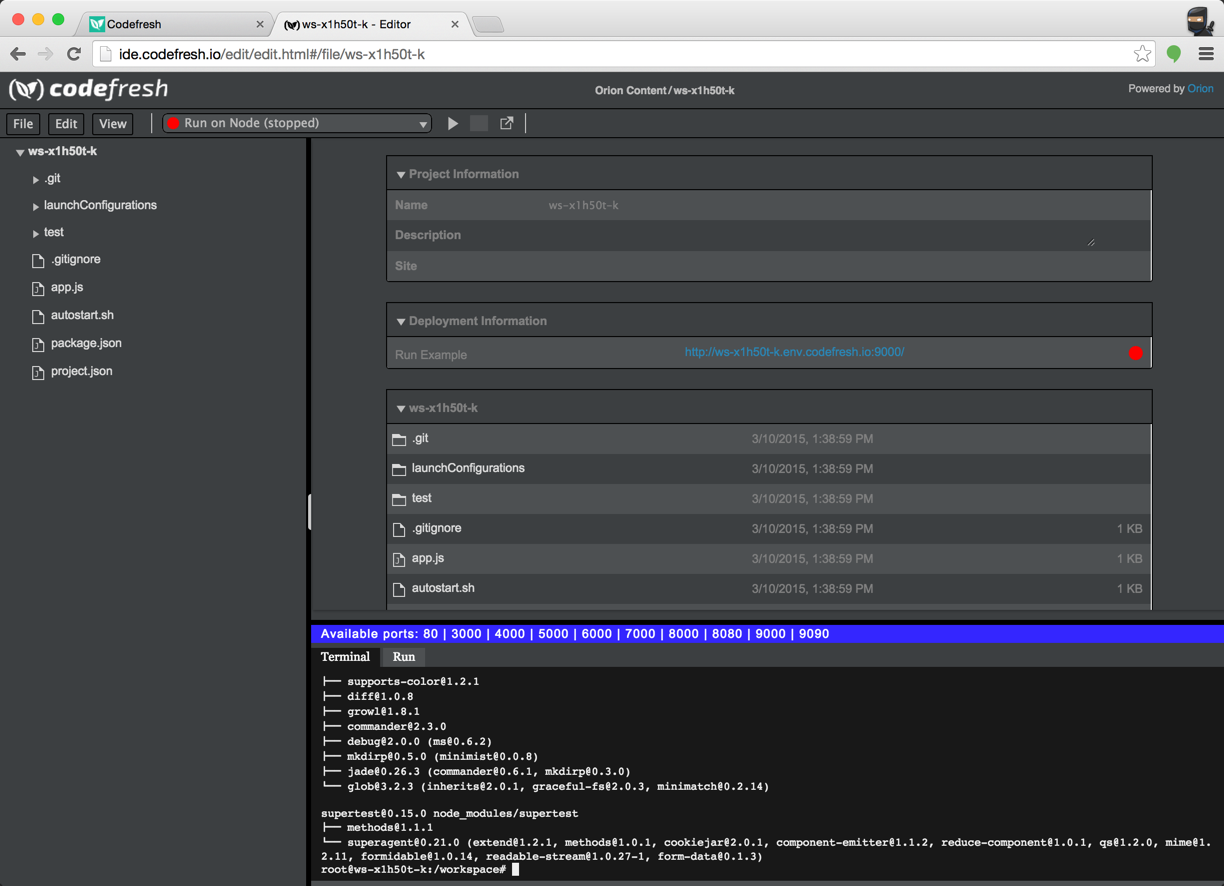 Codefresh
ws-x1h50t-k - Editor
ide.codefresh.io/edit/edit.html#/file/ws-x1h50t-k
codefresh
Orion Content/ws-x1h50t-k
Powered by Orion
File Edit View Run on Node (stopped)
ws-x1h50t-k
.git
launchConfigurations
test
.gitignore
app.js
autostart.sh
package.json
project.json
Project Information
Name ws-x1h50t-k
Description
Site
Deployment Information
Run Example http://ws-x1h50t-k.env.codefresh.io:9000/
ws-x1h50t-k
.git 3/10/2015, 1:38:59 PM
launchConfigurations 3/10/2015, 1:38:59 PM
test 3/10/2015, 1:38:59 PM
.gitignore 3/10/2015, 1:38:59 PM 1 KB
app.js 3/10/2015, 1:38:59 PM 1 KB
autostart.sh 3/10/2015, 1:38:59 PM 1 KB
Available ports: 80 | 3000 | 4000 | 5000 | 6000 | 7000 | 8000 | 8080 | 9000 | 9090
Terminal Run
├── supports-color@1.2.1
├── diff@1.0.8
├── growl@1.8.1
├── commander@2.3.0
├── debug@2.0.0 (ms@0.6.2)
├── mkdirp@0.5.0 (minimist@0.0.8)
├── jade@0.26.3 (commander@0.6.1, mkdirp@0.3.0)
└── glob@3.2.3 (inherits@2.0.1, graceful-fs@2.0.3, minimatch@0.2.14)
supertest@0.15.0 node_modules/supertest
├── methods@1.1.1
└── superagent@0.21.0 (extend@1.2.1, methods@1.0.1, cookiejar@2.0.1, component-emitter@1.1.2, reduce-component@1.0.1, qs@1.2.0, mime@1.
2.11, formidable@1.0.14, readable-stream@1.0.27-1, form-data@0.1.3)
root@ws-x1h50t-k:/workspace#